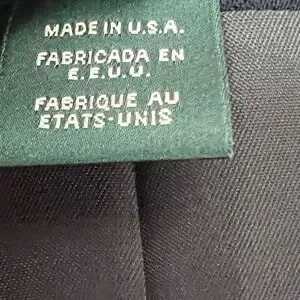 MADE IN U.S.A.
FABRICADA EN
E.E.U.U.
FABRIQUE AU
ETATS-UNIS